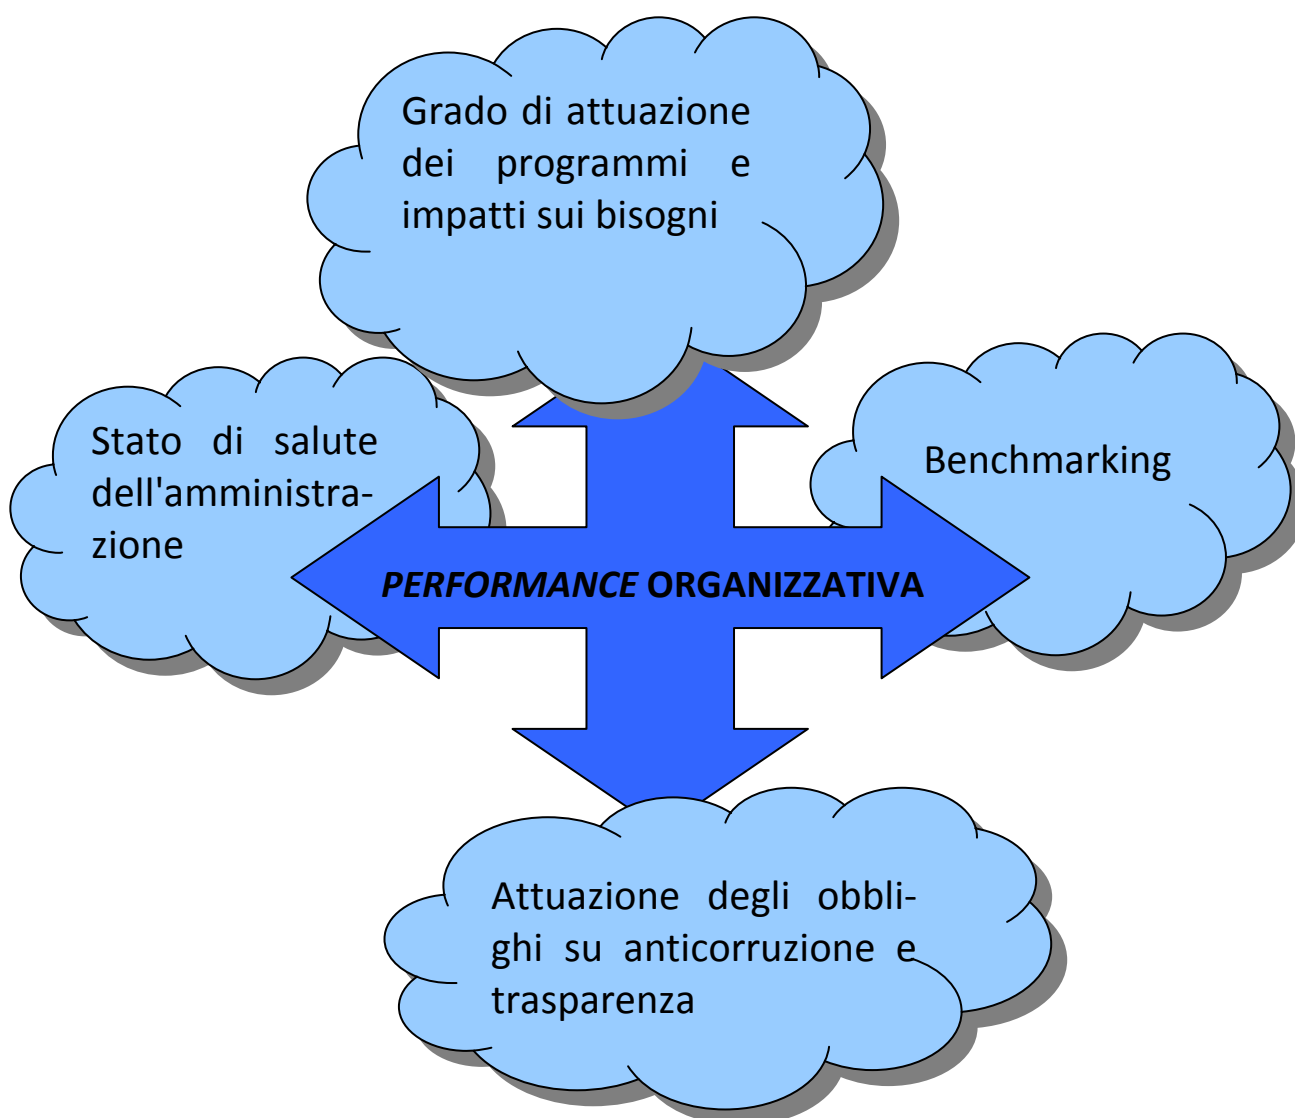 Grado di attuazione
dei programmi e
impatti sui bisogni
Stato di salute
dell'amministra-
zione
Benchmarking
PERFORMANCE ORGANIZZATIVA
Attuazione degli obbli-
ghi su anticorruzione e
trasparenza